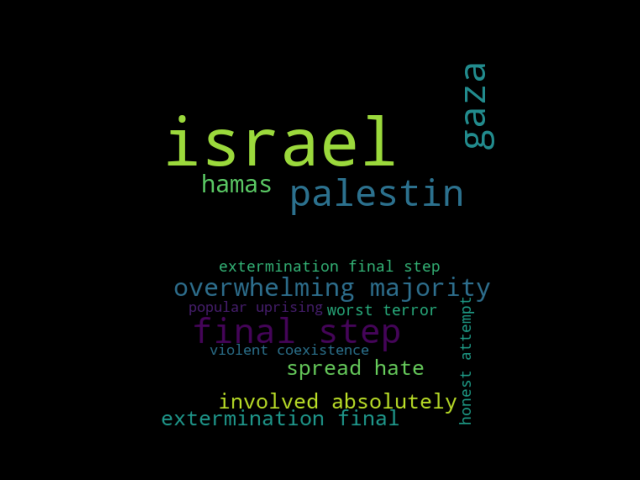 gaza
israel
hamas
palestin
extermination final step
overwhelming majority
popular uprising
worst terror
final step
violent coexistence
spread hate
honest attempt
involved absolutely
extermination final